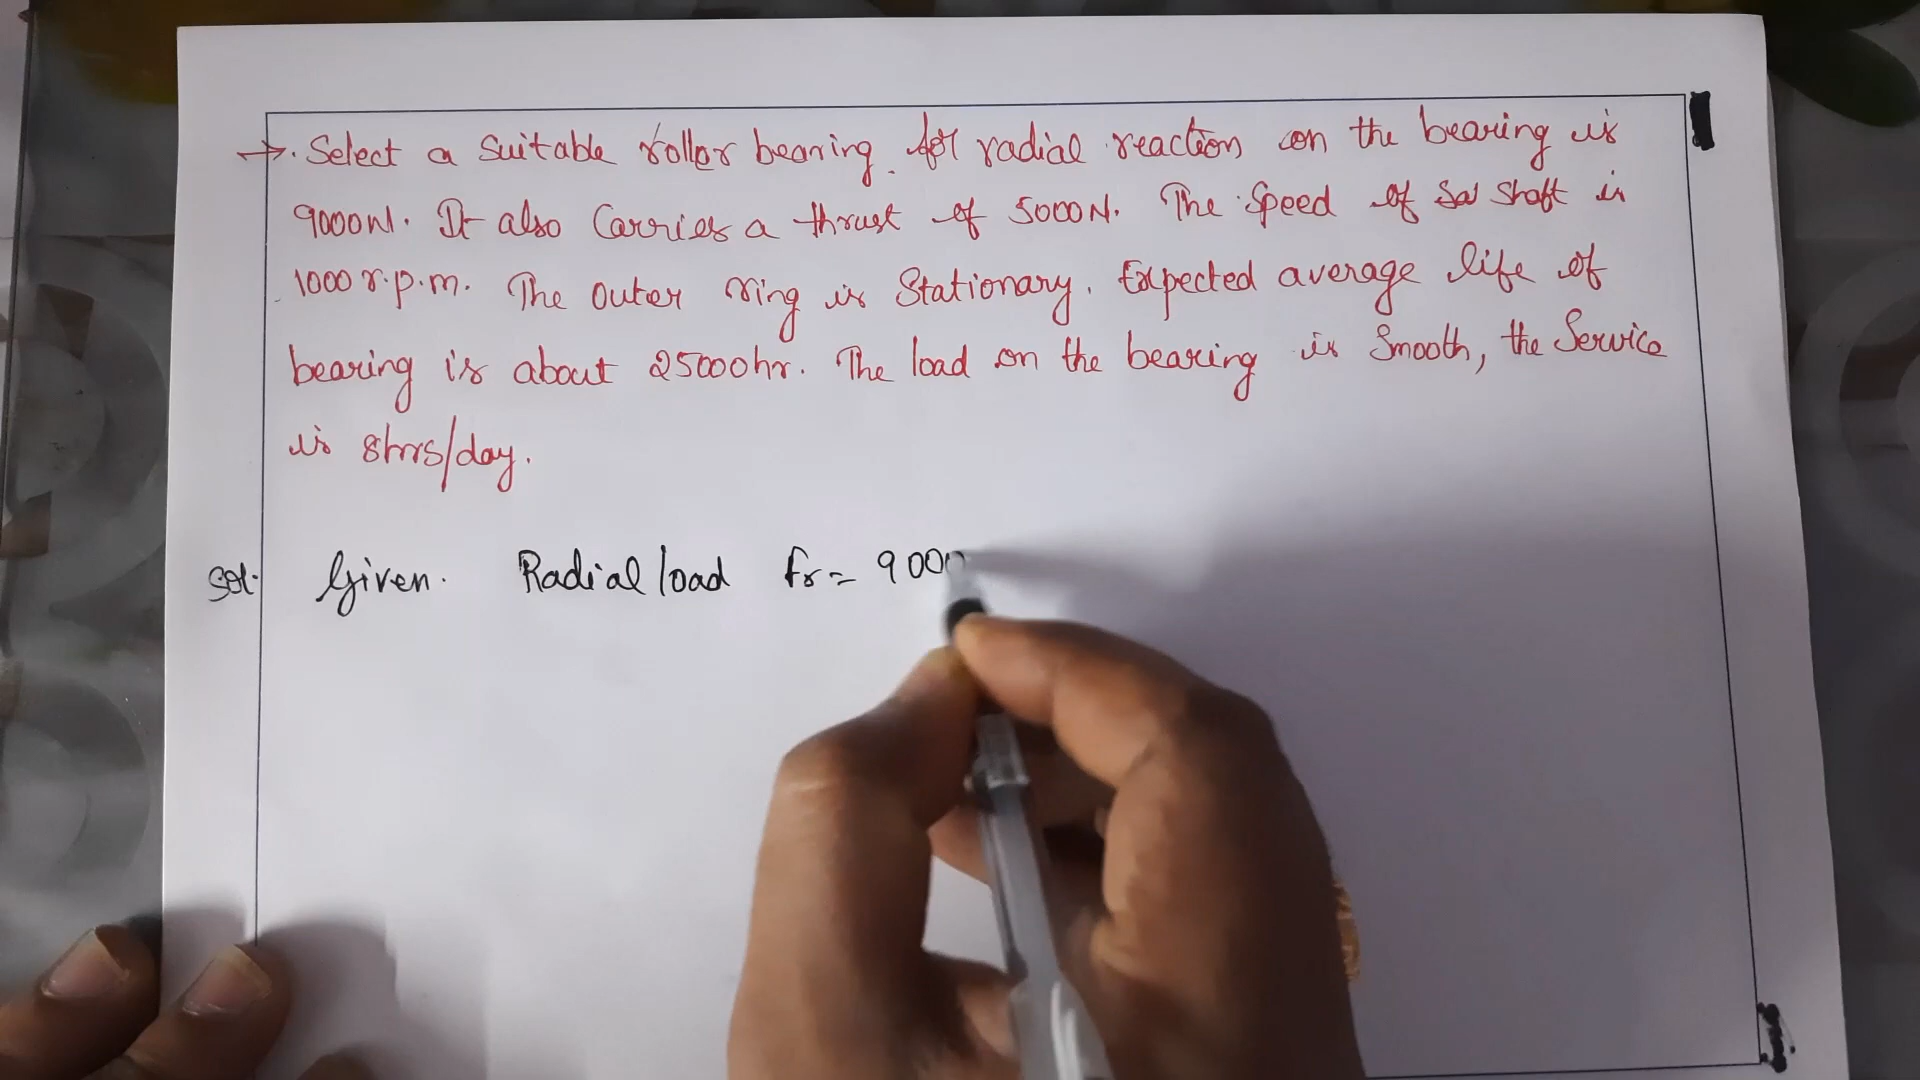 →. Select a suitable roller bearing. for radial reaction on the bearing is
9000N. It also Carries a thrust of 5000N. The Speed of shaft is
1000 r.p.m. The outer ring is Stationary. Expected average life of
bearing is about 25000hr. The load on the bearing is Smooth, the Service
is 8hrs/day.
Sol. Given. Radial load Fr = 9000